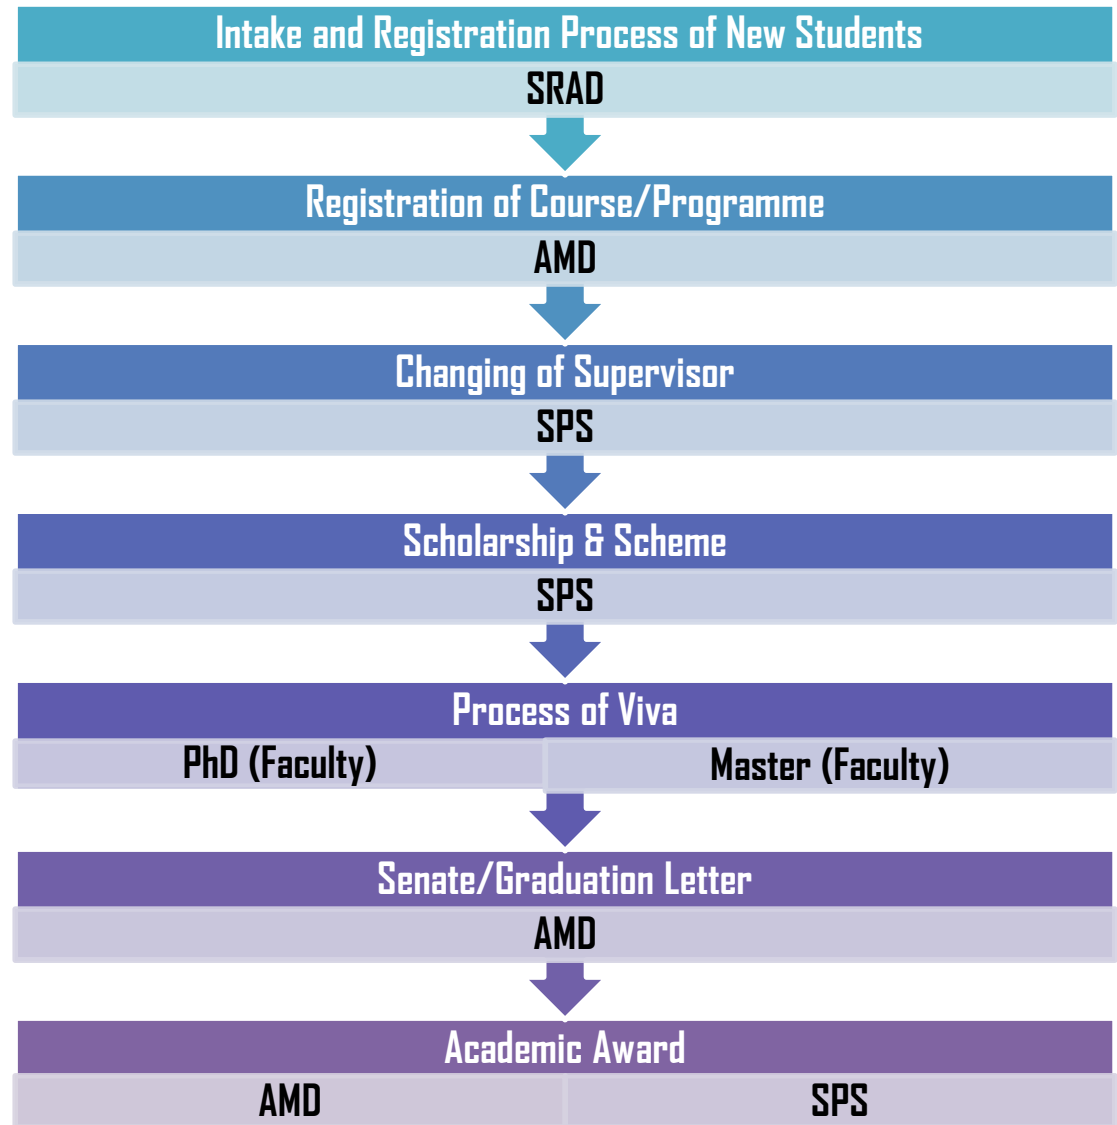 Intake and Registration Process of New Students
SRAD
Registration of Course/Programme
AMD
Changing of Supervisor
SPS
Scholarship & Scheme
SPS
Process of Viva
PhD (Faculty) Master (Faculty)
Senate/Graduation Letter
AMD
Academic Award
AMD SPS